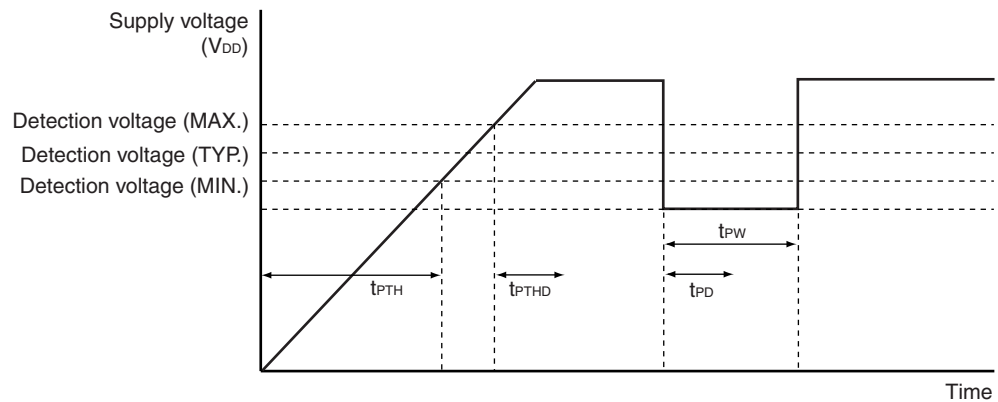 Supply voltage
(VDD)
Detection voltage (MAX.)
Detection voltage (TYP.)
Detection voltage (MIN.)
tPW
tPTH
tPTHD
tPD
Time